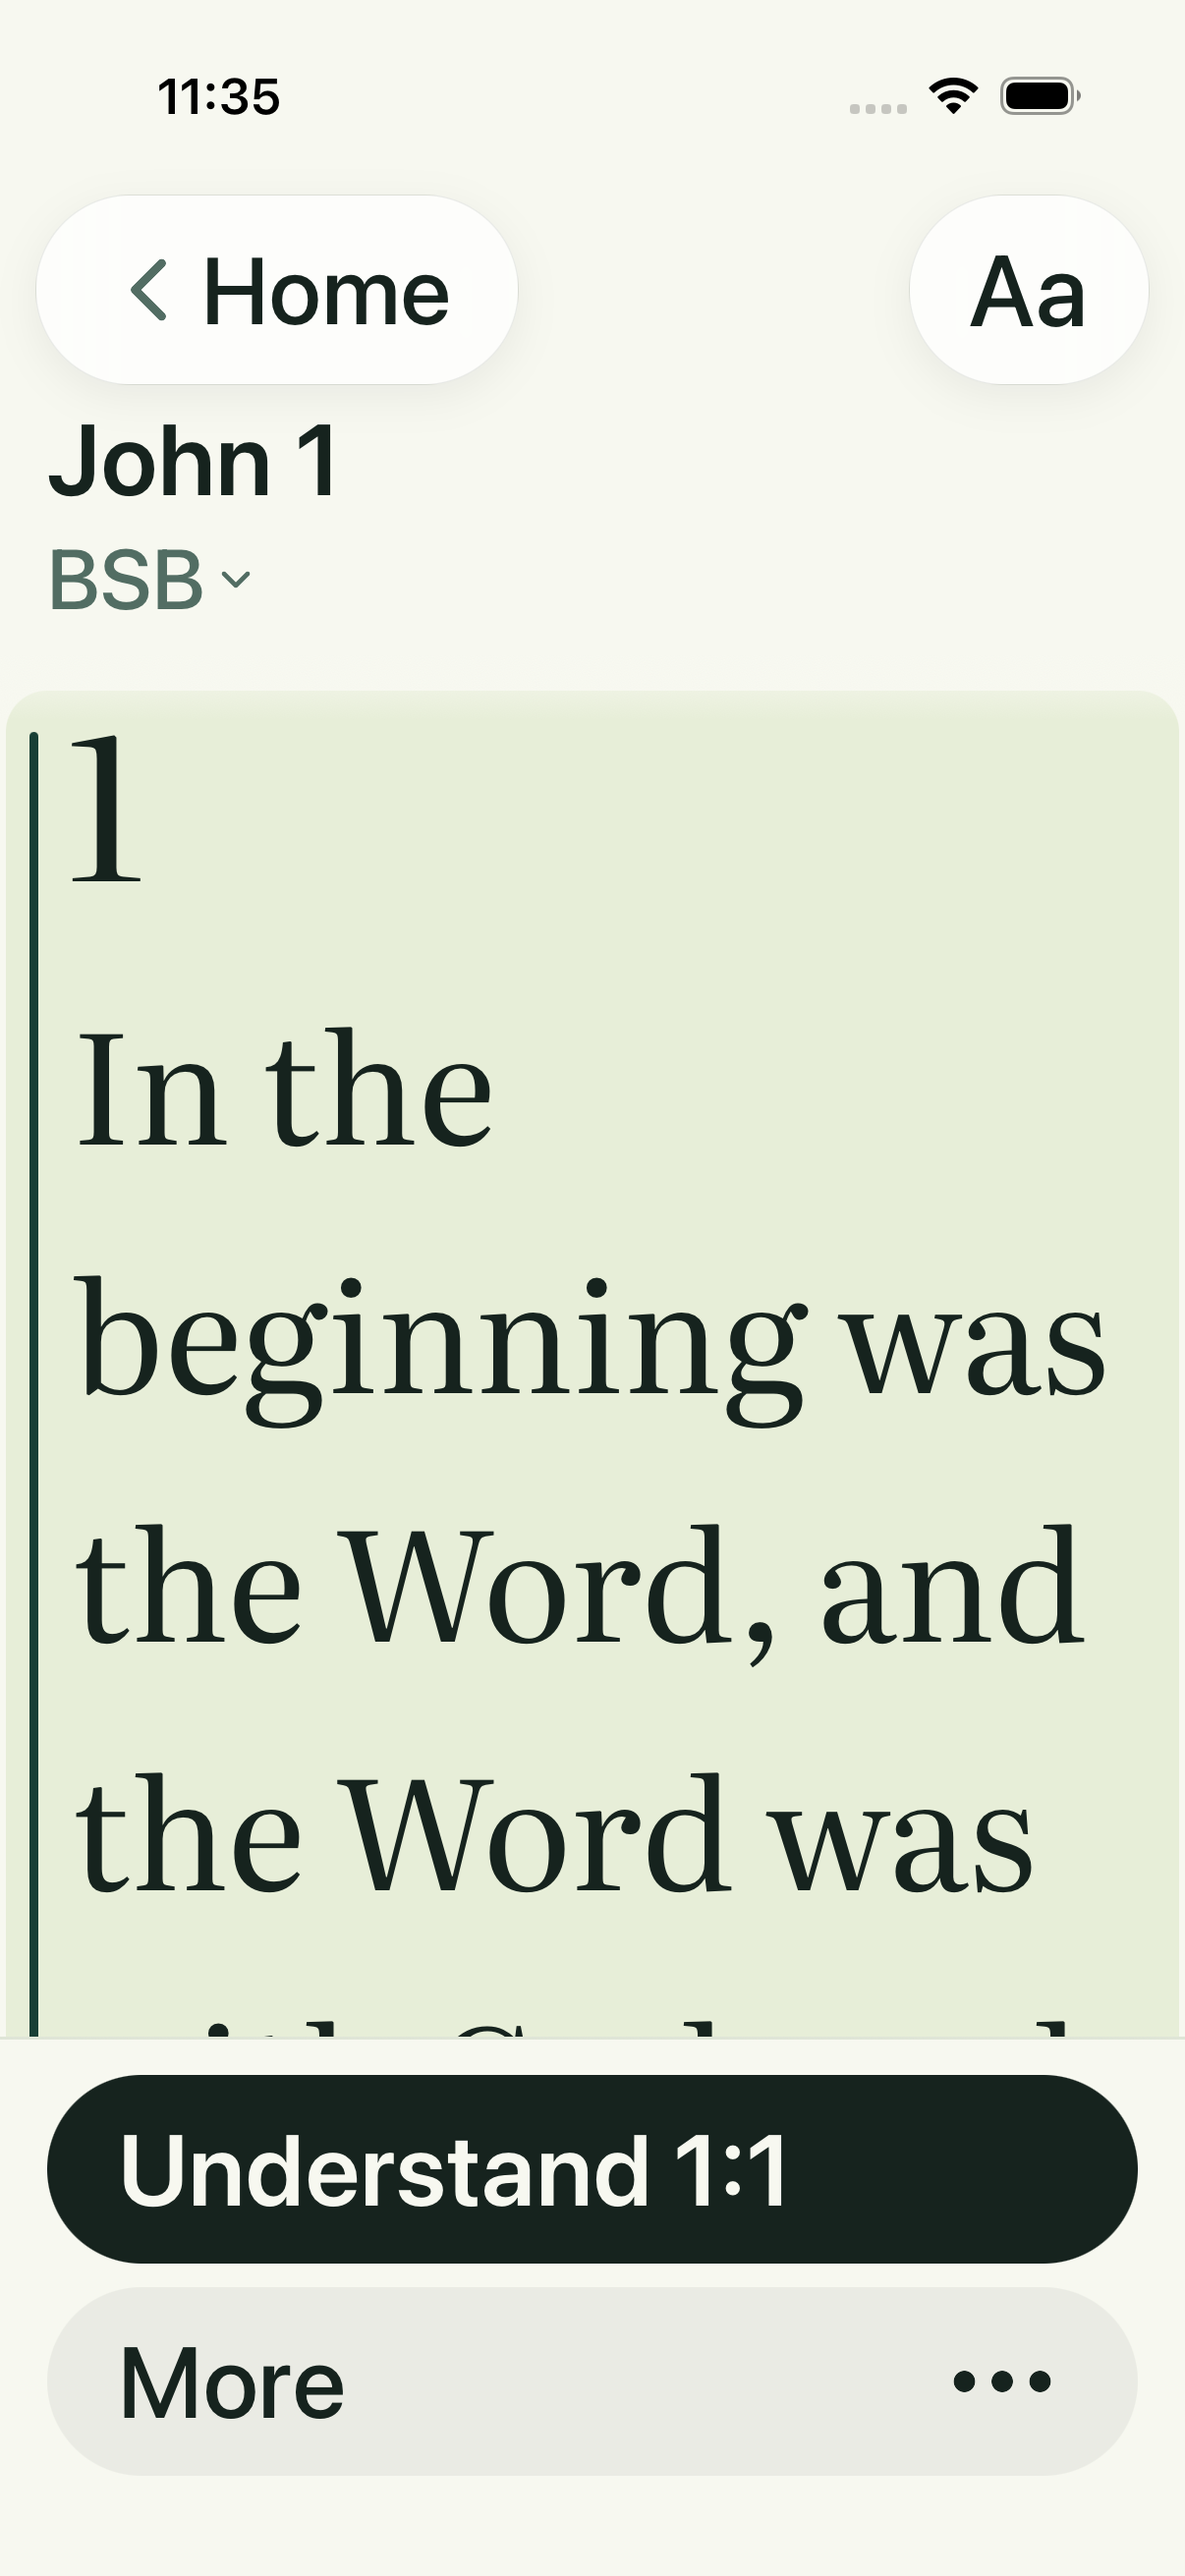 11:35
Home
Aa
John 1
BSB
1
In the
beginning was
the Word, and
the Word was
Understand 1:1
More